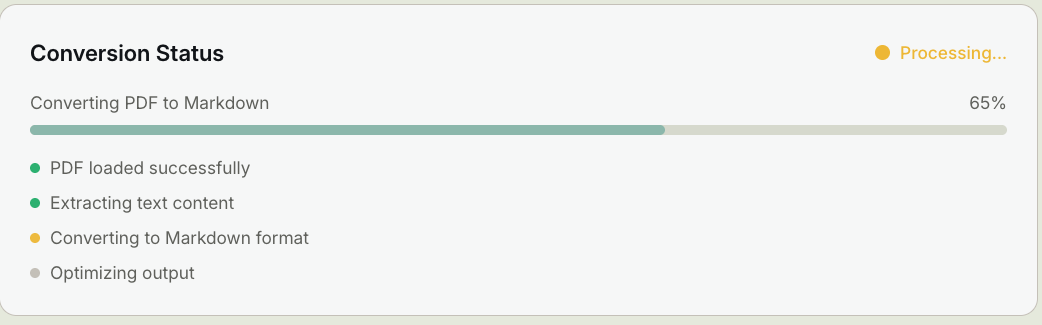 Conversion Status
Processing...
Converting PDF to Markdown
65%
PDF loaded successfully
Extracting text content
Converting to Markdown format
Optimizing output